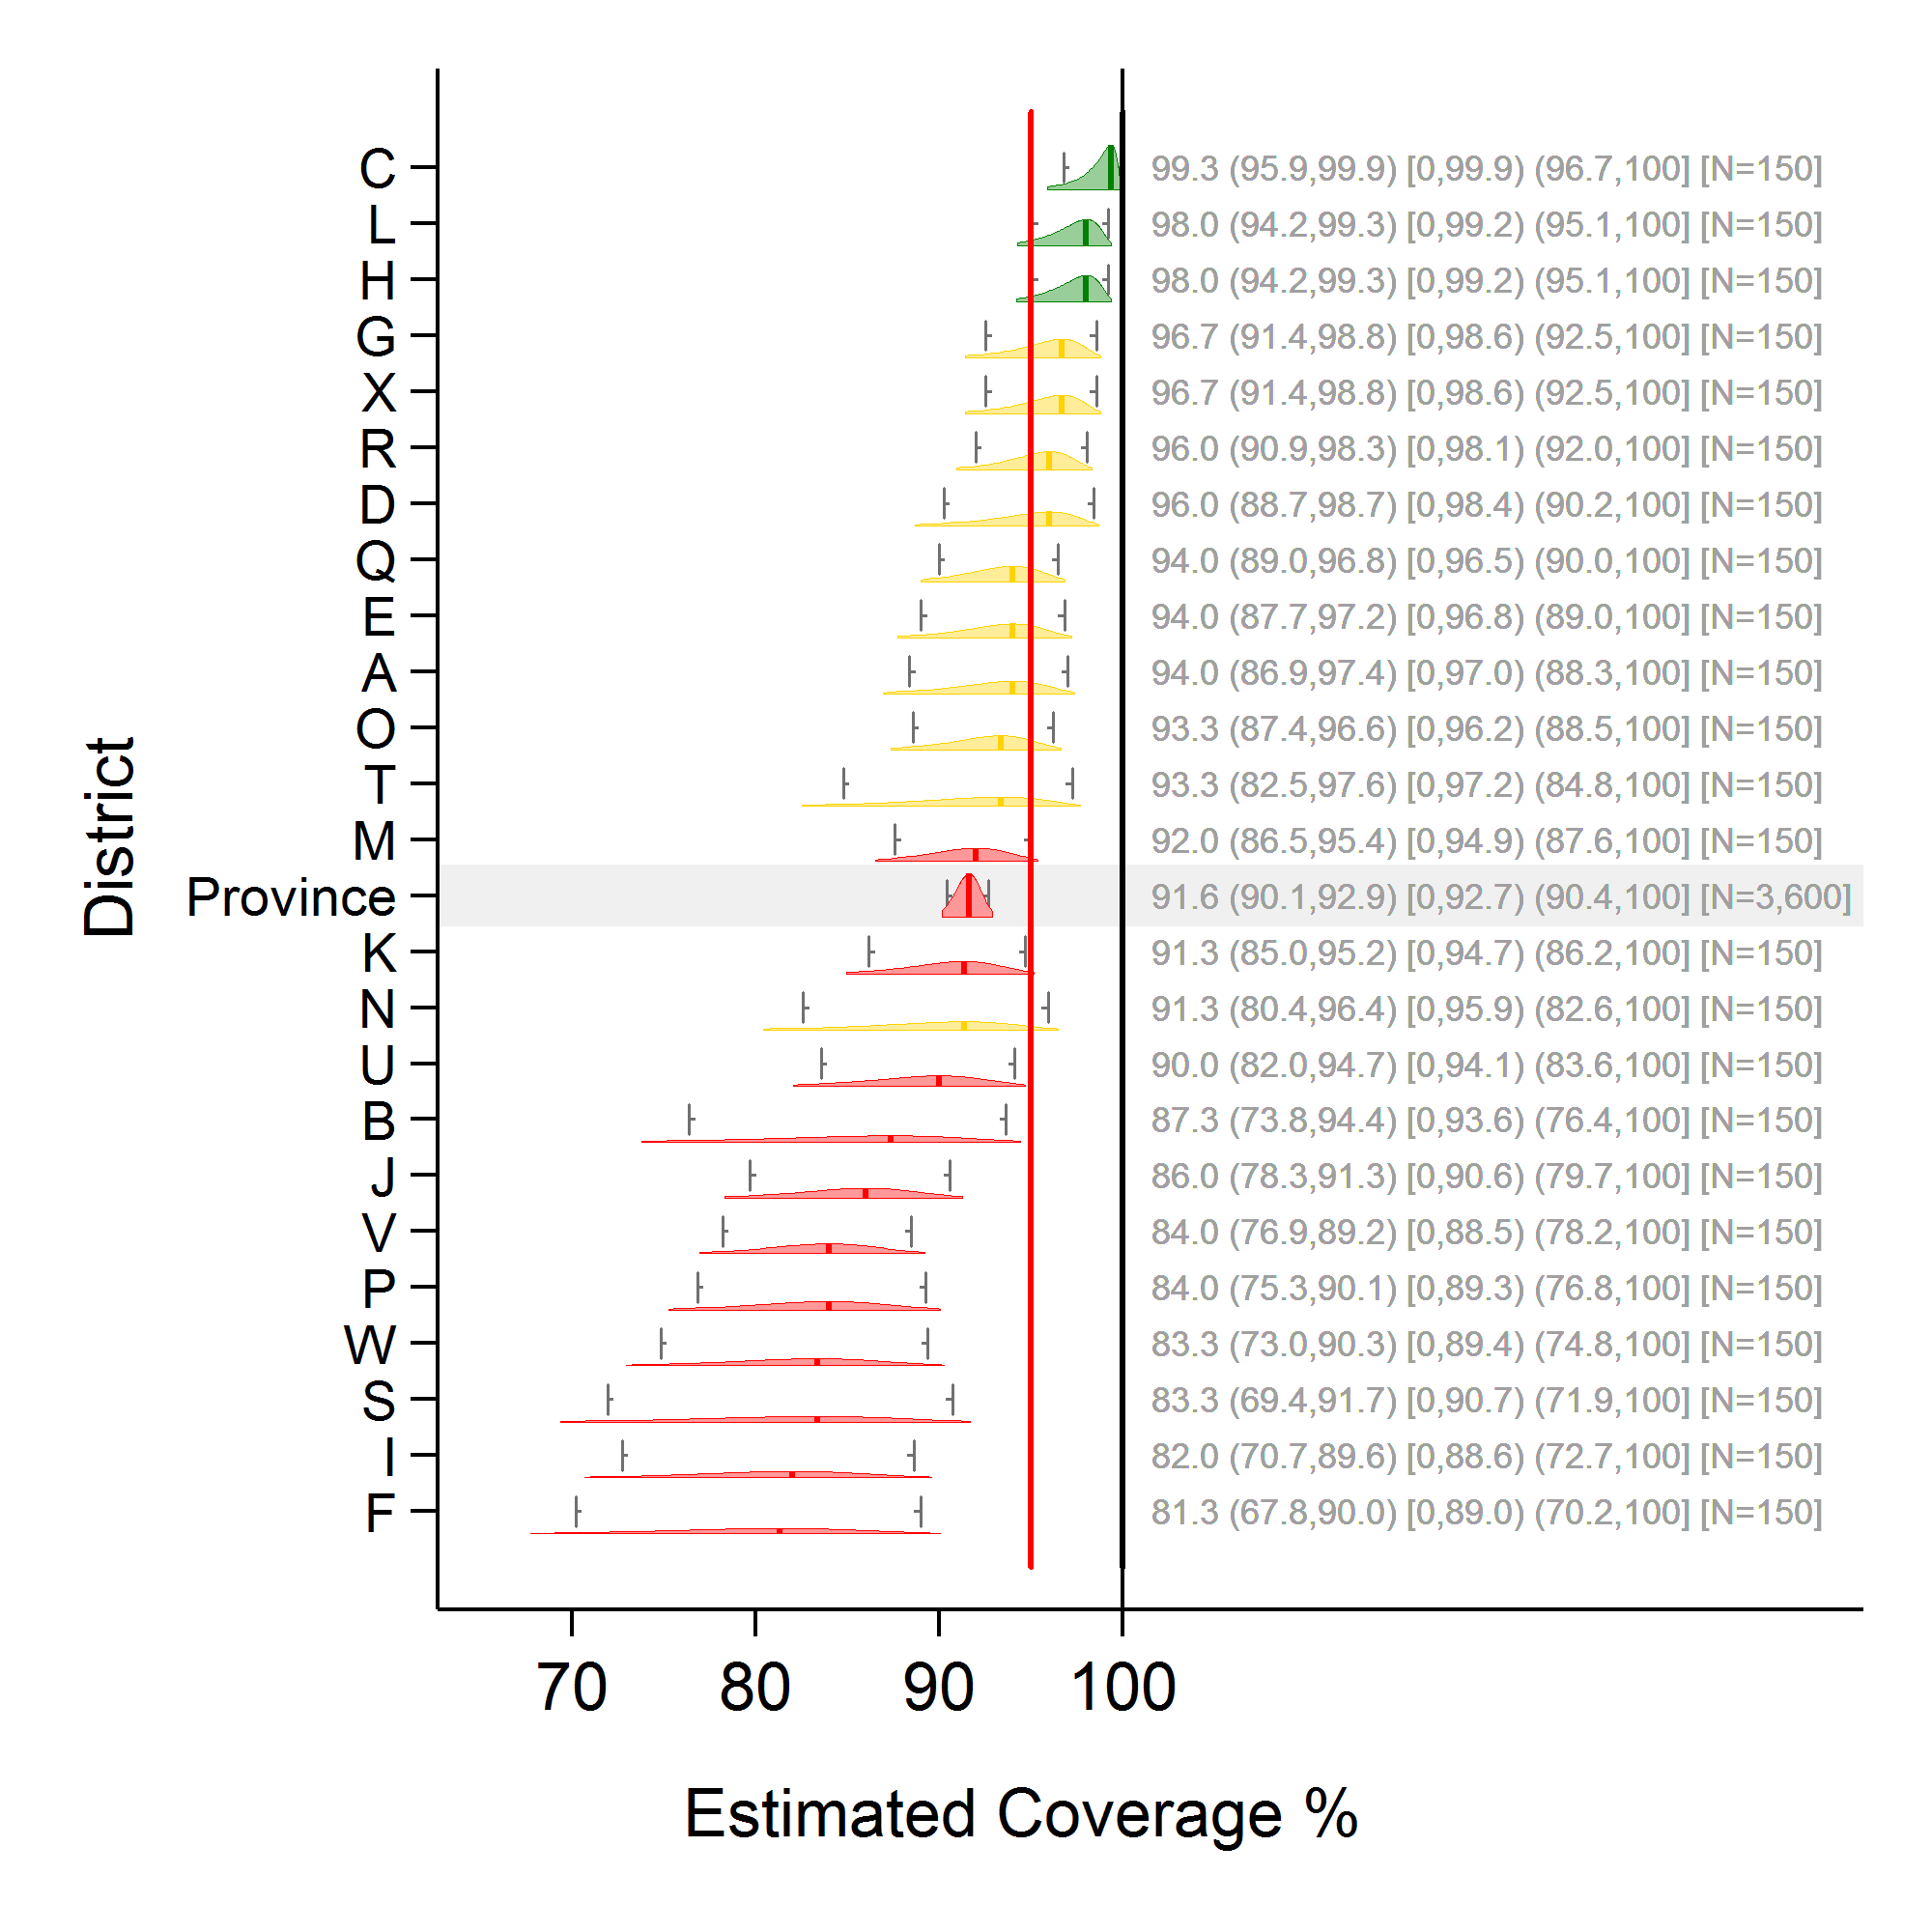 C 99.3 (95.9,99.9) [0,99.9) (96.7,100] [N=150]
L 98.0 (94.2,99.3) [0,99.2) (95.1,100] [N=150]
H 98.0 (94.2,99.3) [0,99.2) (95.1,100] [N=150]
G 96.7 (91.4,98.8) [0,98.6) (92.5,100] [N=150]
X 96.7 (91.4,98.8) [0,98.6) (92.5,100] [N=150]
R 96.0 (90.9,98.3) [0,98.1) (92.0,100] [N=150]
D 96.0 (88.7,98.7) [0,98.4) (90.2,100] [N=150]
Q 94.0 (89.0,96.8) [0,96.5) (90.0,100] [N=150]
E 94.0 (87.7,97.2) [0,96.8) (89.0,100] [N=150]
A 94.0 (86.9,97.4) [0,97.0) (88.3,100] [N=150]
O 93.3 (87.4,96.6) [0,96.2) (88.5,100] [N=150]
T 93.3 (82.5,97.6) [0,97.2) (84.8,100] [N=150]
M 92.0 (86.5,95.4) [0,94.9) (87.6,100] [N=150]
Province 91.6 (90.1,92.9) [0,92.7) (90.4,100] [N=3,600]
K 91.3 (85.0,95.2) [0,94.7) (86.2,100] [N=150]
N 91.3 (80.4,96.4) [0,95.9) (82.6,100] [N=150]
U 90.0 (82.0,94.7) [0,94.1) (83.6,100] [N=150]
B 87.3 (73.8,94.4) [0,93.6) (76.4,100] [N=150]
J 86.0 (78.3,91.3) [0,90.6) (79.7,100] [N=150]
V 84.0 (76.9,89.2) [0,88.5) (78.2,100] [N=150]
P 84.0 (75.3,90.1) [0,89.3) (76.8,100] [N=150]
W 83.3 (73.0,90.3) [0,89.4) (74.8,100] [N=150]
S 83.3 (69.4,91.7) [0,90.7) (71.9,100] [N=150]
I 82.0 (70.7,89.6) [0,88.6) (72.7,100] [N=150]
F 81.3 (67.8,90.0) [0,89.0) (70.2,100] [N=150]
District
70 80 90 100
Estimated Coverage %